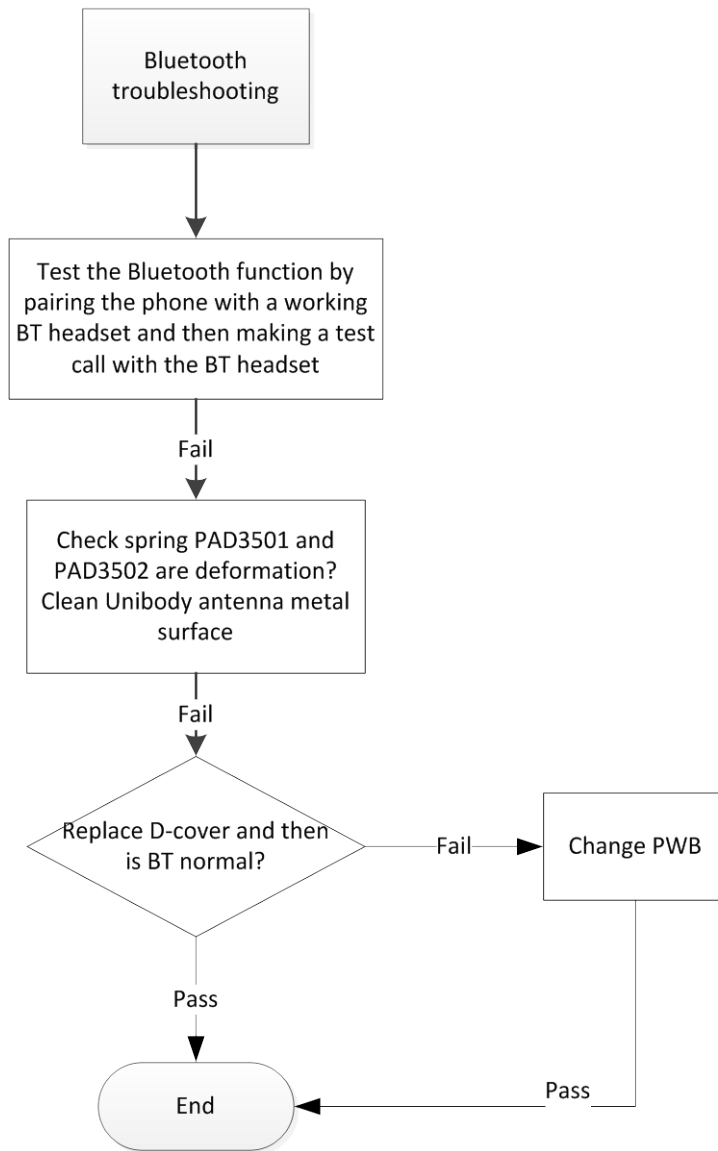 Bluetooth
troubleshooting
Test the Bluetooth function by
pairing the phone with a working
BT headset and then making a test
call with the BT headset
Fail
Check spring PAD3501 and
PAD3502 are deformation?
Clean Unibody antenna metal
surface
Fail
Replace D-cover and then
is BT normal?
Fail
Change PWB
Pass
Pass
End